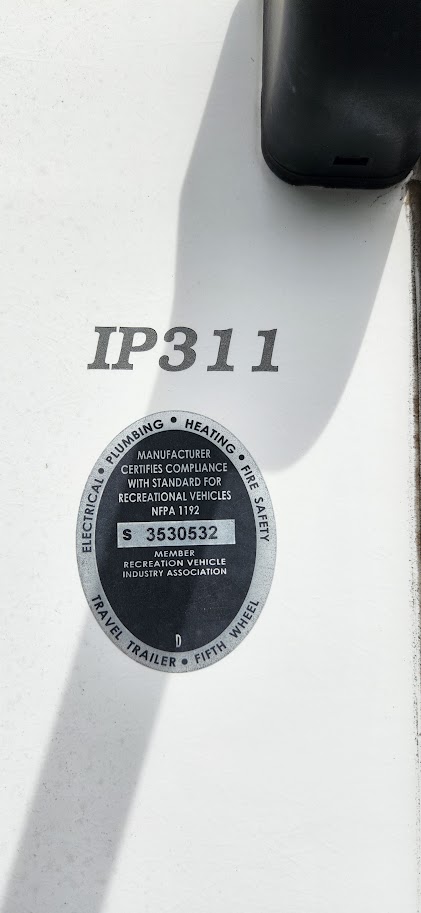 IP311
ELECTRICAL • PLUMBING • HEATING • FIRE SAFETY
MANUFACTURER
CERTIFIES COMPLIANCE
WITH STANDARD FOR
RECREATIONAL VEHICLES
NFPA 1192
S 3530532
MEMBER
RECREATION VEHICLE
INDUSTRY ASSOCIATION
D
TRAVEL TRAILER • FIFTH WHEEL